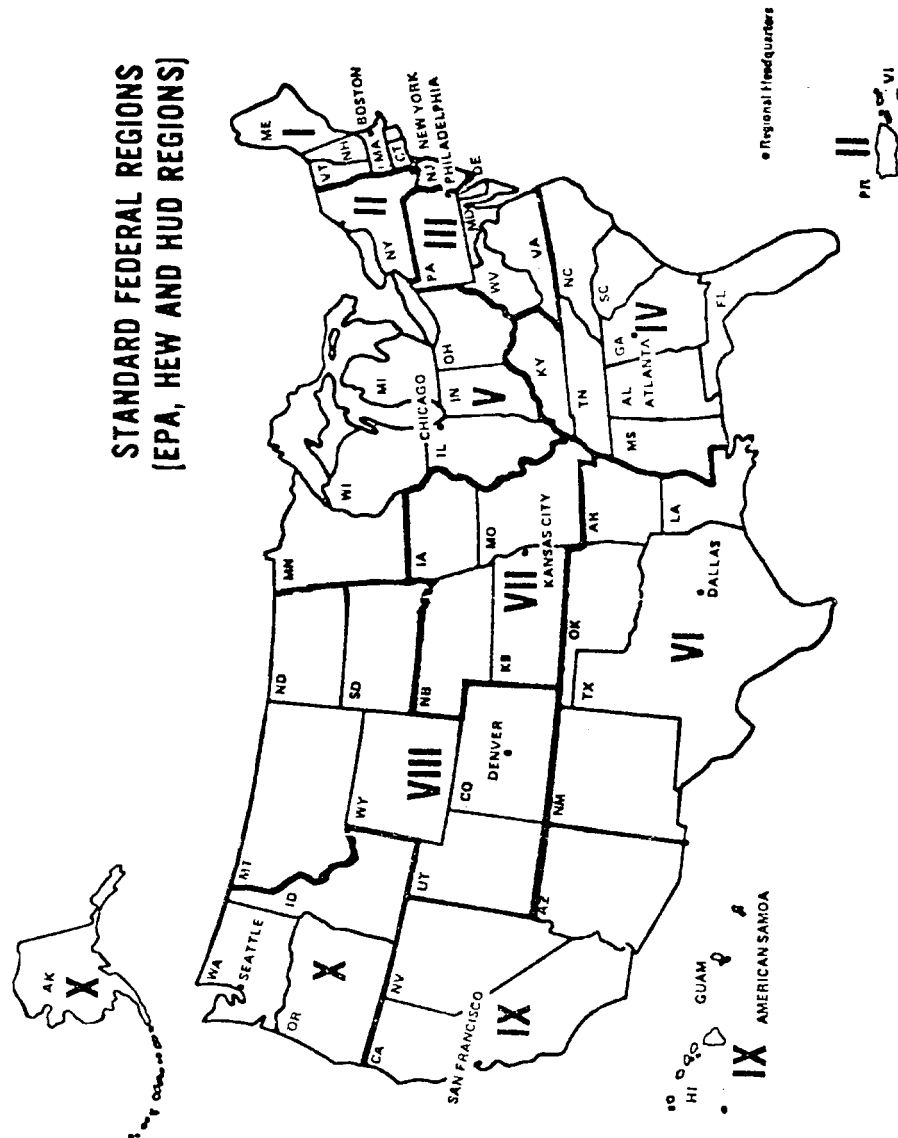 STANDARD FEDERAL REGIONS
[EPA, HEW AND HUD REGIONS]
AK
X
WA
SEATTLE
OR
X
ID
MT
ND
MN
SD
WY
VIII
NB
IA
WI
MI
CHICAGO
IL
IN
OH
V
ME
I
VT
NH
BOSTON
MA
CT
NEW YORK
NY
II
NJ
PHILADELPHIA
PA
III
DE
MD
WV
VA
CA
NV
SAN FRANCISCO
IX
UT
CO
DENVER
AZ
NM
KS
VII
KANSAS CITY
MO
OK
TX
VI
DALLAS
AR
LA
KY
TN
NC
SC
GA
IV
ATLANTA
AL
MS
FL
HI
GUAM
IX
AMERICAN SAMOA
• Regional Headquarters
II
PR
VI